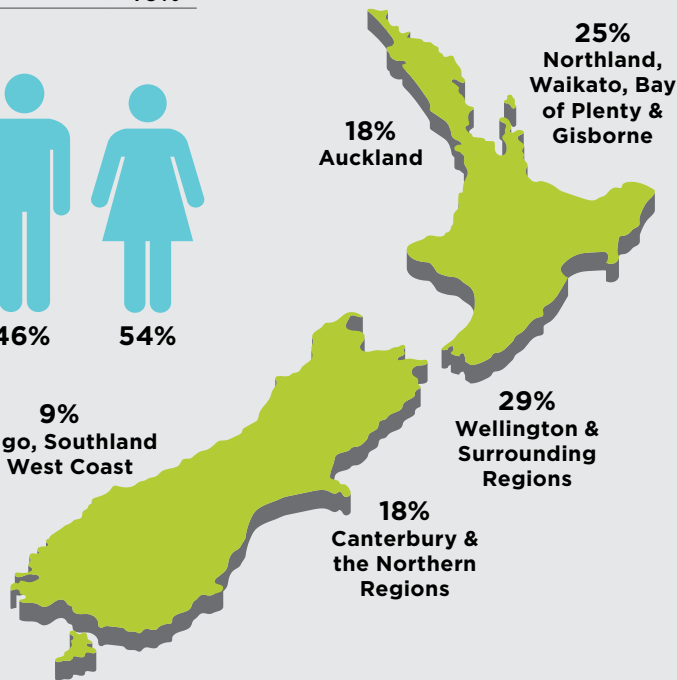 25%
Northland,
Waikato, Bay
of Plenty &
Gisborne
18%
Auckland
46%
54%
9%
go, Southland
West Coast
29%
Wellington &
Surrounding
Regions
18%
Canterbury &
the Northern
Regions